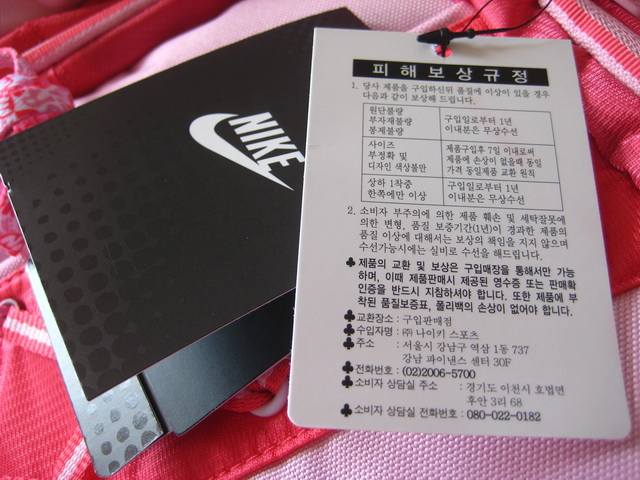 NIKE
피해보상규정
1. 당사 제품을 구입하신뒤 품질에 이상이 있을 경우
다음과 같이 보상해 드립니다.
원단불량
부자재불량
봉제불량
구입일로부터 1년
이내분은 무상수선
사이즈
부정확 및
디자인 색상불만
제품구입후 7일 이내로써
제품에 손상이 없을때 동일
가격 동일제품 교환 원칙
상하 1착중
한쪽에만 이상
구입일로부터 1년
이내분은 무상수선
2. 소비자 부주의에 의한 제품 훼손 및 세탁잘못에
의한 변형, 품질 보증기간(1년)이 경과한 제품의
품질 이상에 대해서는 보상의 책임을 지지 않으며
수선가능시에는 실비로 수선을 해드립니다.
♣제품의 교환 및 보상은 구입매장을 통해서만 가능
하며, 이때 제품판매시 제공된 영수증 또는 판매확
인증을 반드시 지참하셔야 합니다. 또한 제품에 부
착된 품질보증표, 폴리백의 손상이 없어야 합니다.
♣교환장소 : 구입판매점
♣수입자명 : ㈜ 나이키 스포츠
♣주소 : 서울시 강남구 역삼 1동 737
강남 파이낸스 센터 30F
♣전화번호 : (02)2006-5700
♣소비자 상담실 주소 : 경기도 이천시 호법면
후안 3리 68
♣소비자 상담실 전화번호 : 080-022-0182